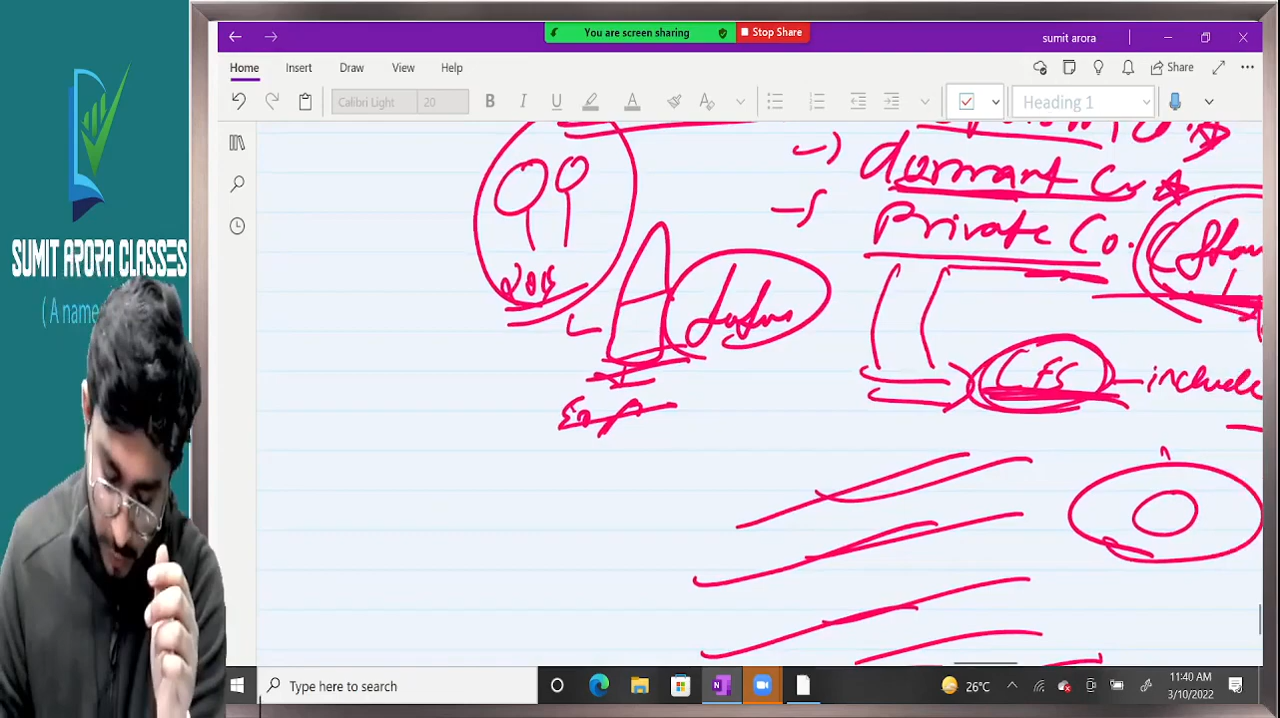 You are screen sharing
Stop Share
sumit arora
Home Insert Draw View Help
Share
Calibri Light 20 B I U A Heading 1
dormant Co.
Private Co.
CFS – include
2015
SUMIT ARORA CLASSES
( A name
Type here to search
26°C
11:40 AM
3/10/2022